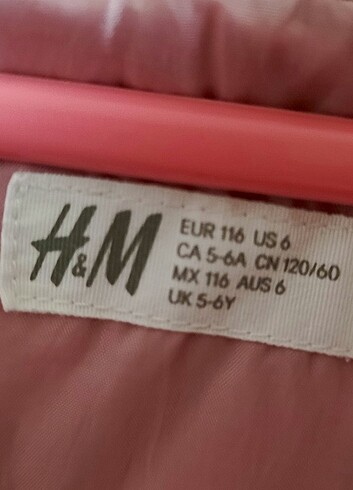 H&M
EUR 116 US 6
CA 5-6A CN 120/60
MX 116 AUS 6
UK 5-6Y